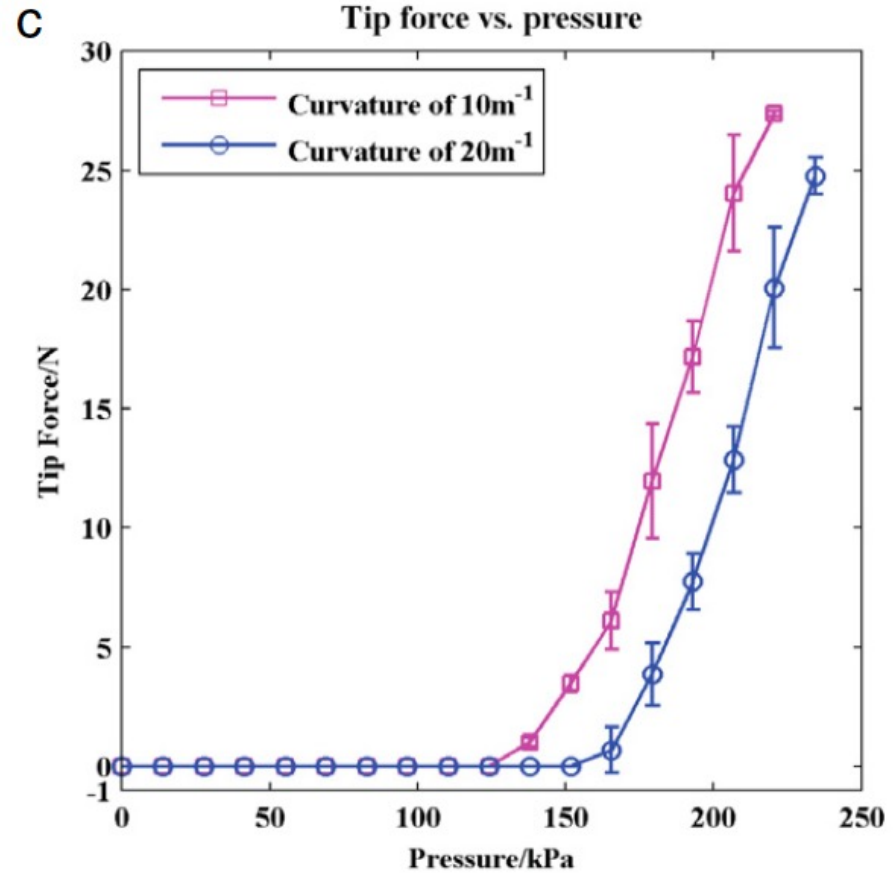 C
Tip force vs. pressure
Curvature of 10m⁻¹
Curvature of 20m⁻¹
30
25
20
15
10
5
0
-1
Tip Force/N
0 50 100 150 200 250
Pressure/kPa